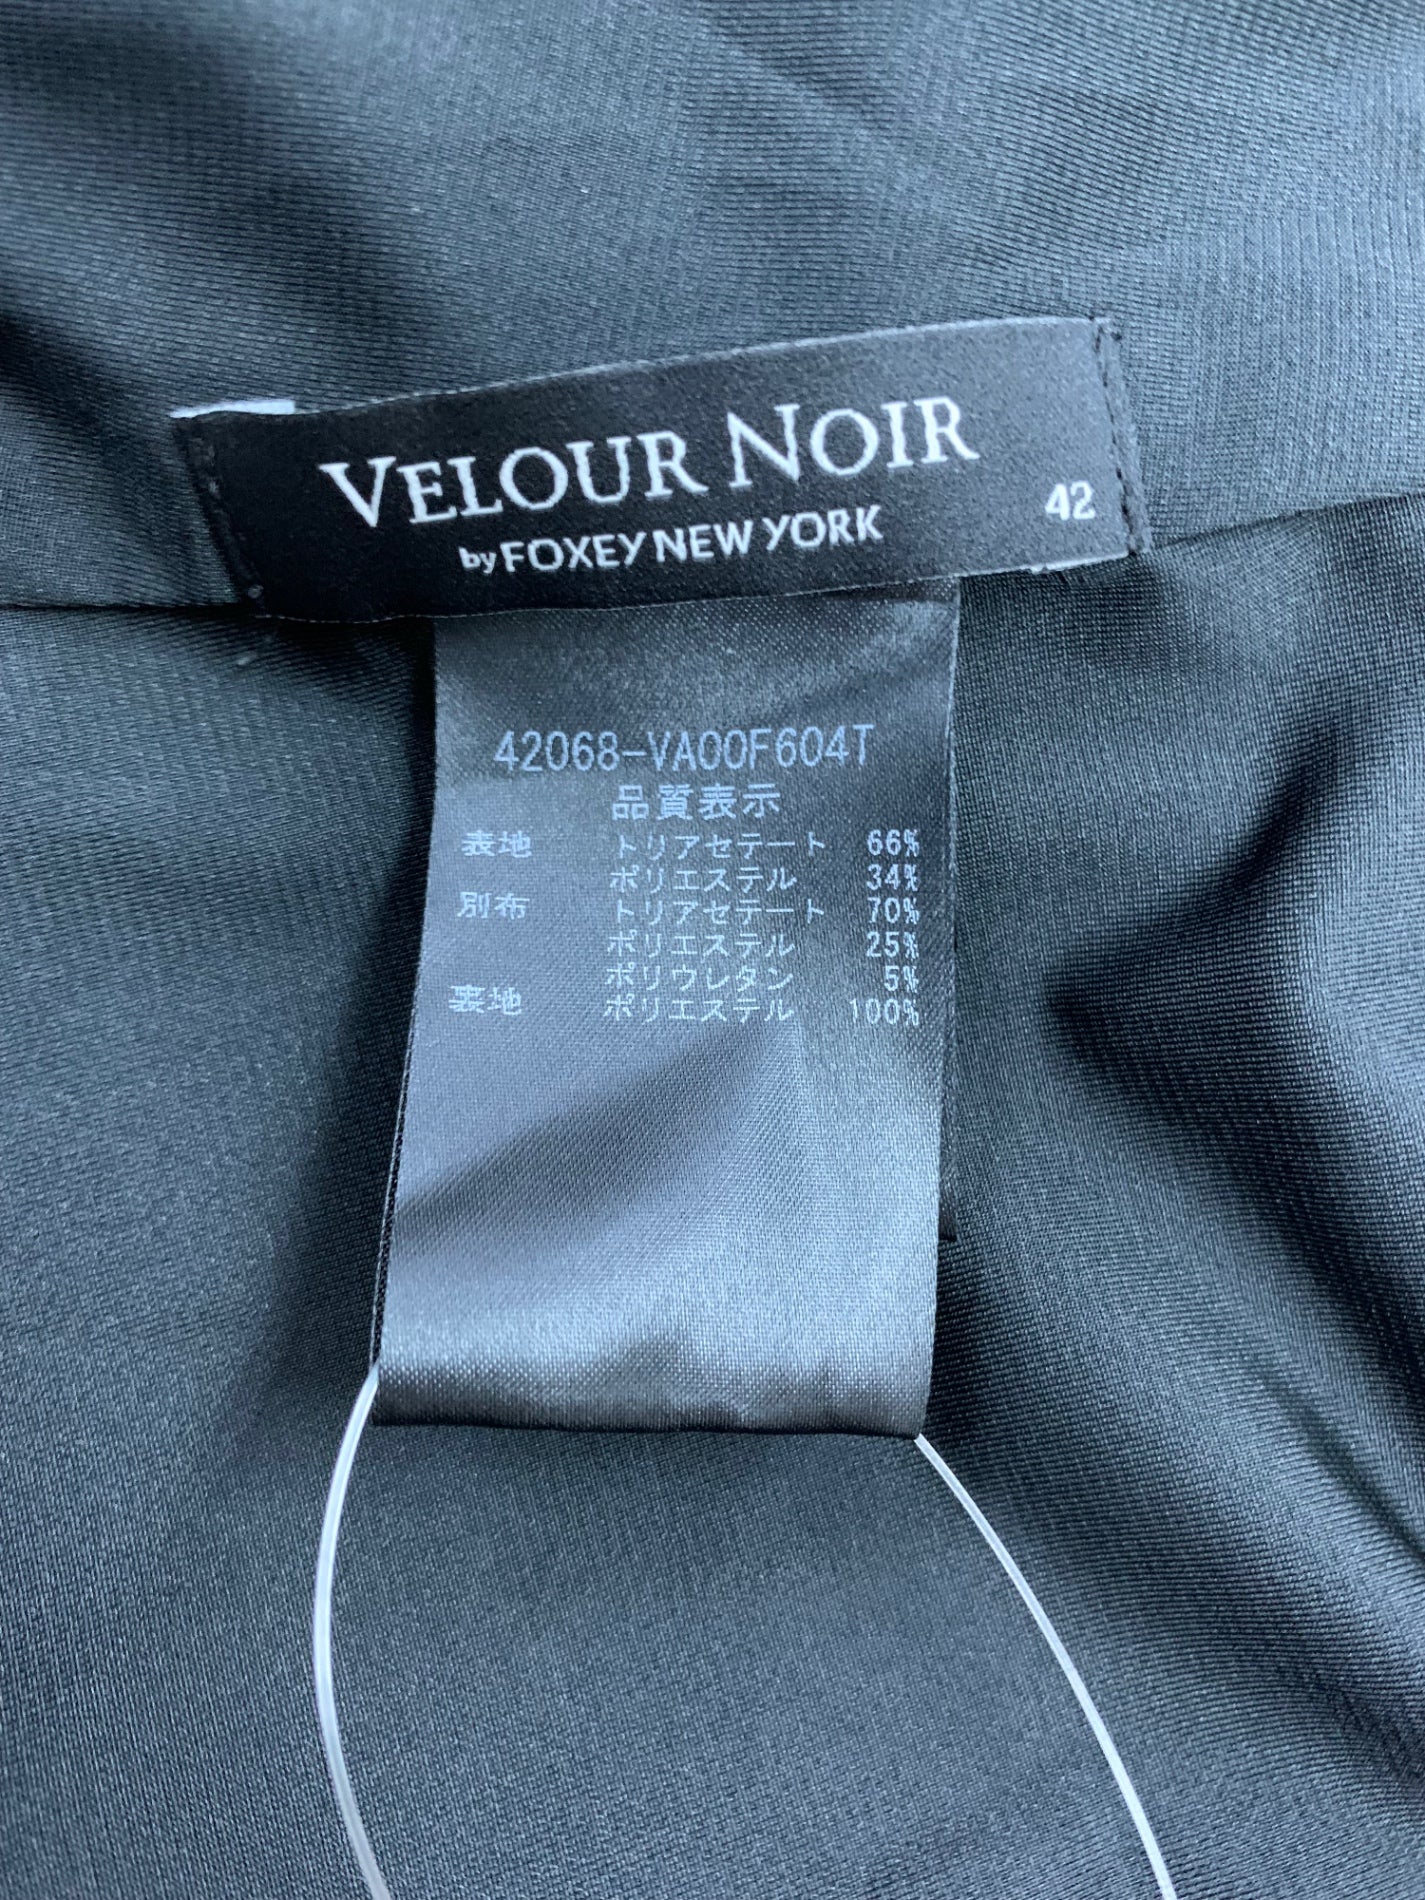 VELOUR NOIR
by FOXEY NEW YORK
42
42068-VA00F604T
品質表示
表地 トリアセテート 66%
ポリエステル 34%
別布 トリアセテート 70%
ポリエステル 25%
ポリウレタン 5%
裏地 ポリエステル 100%